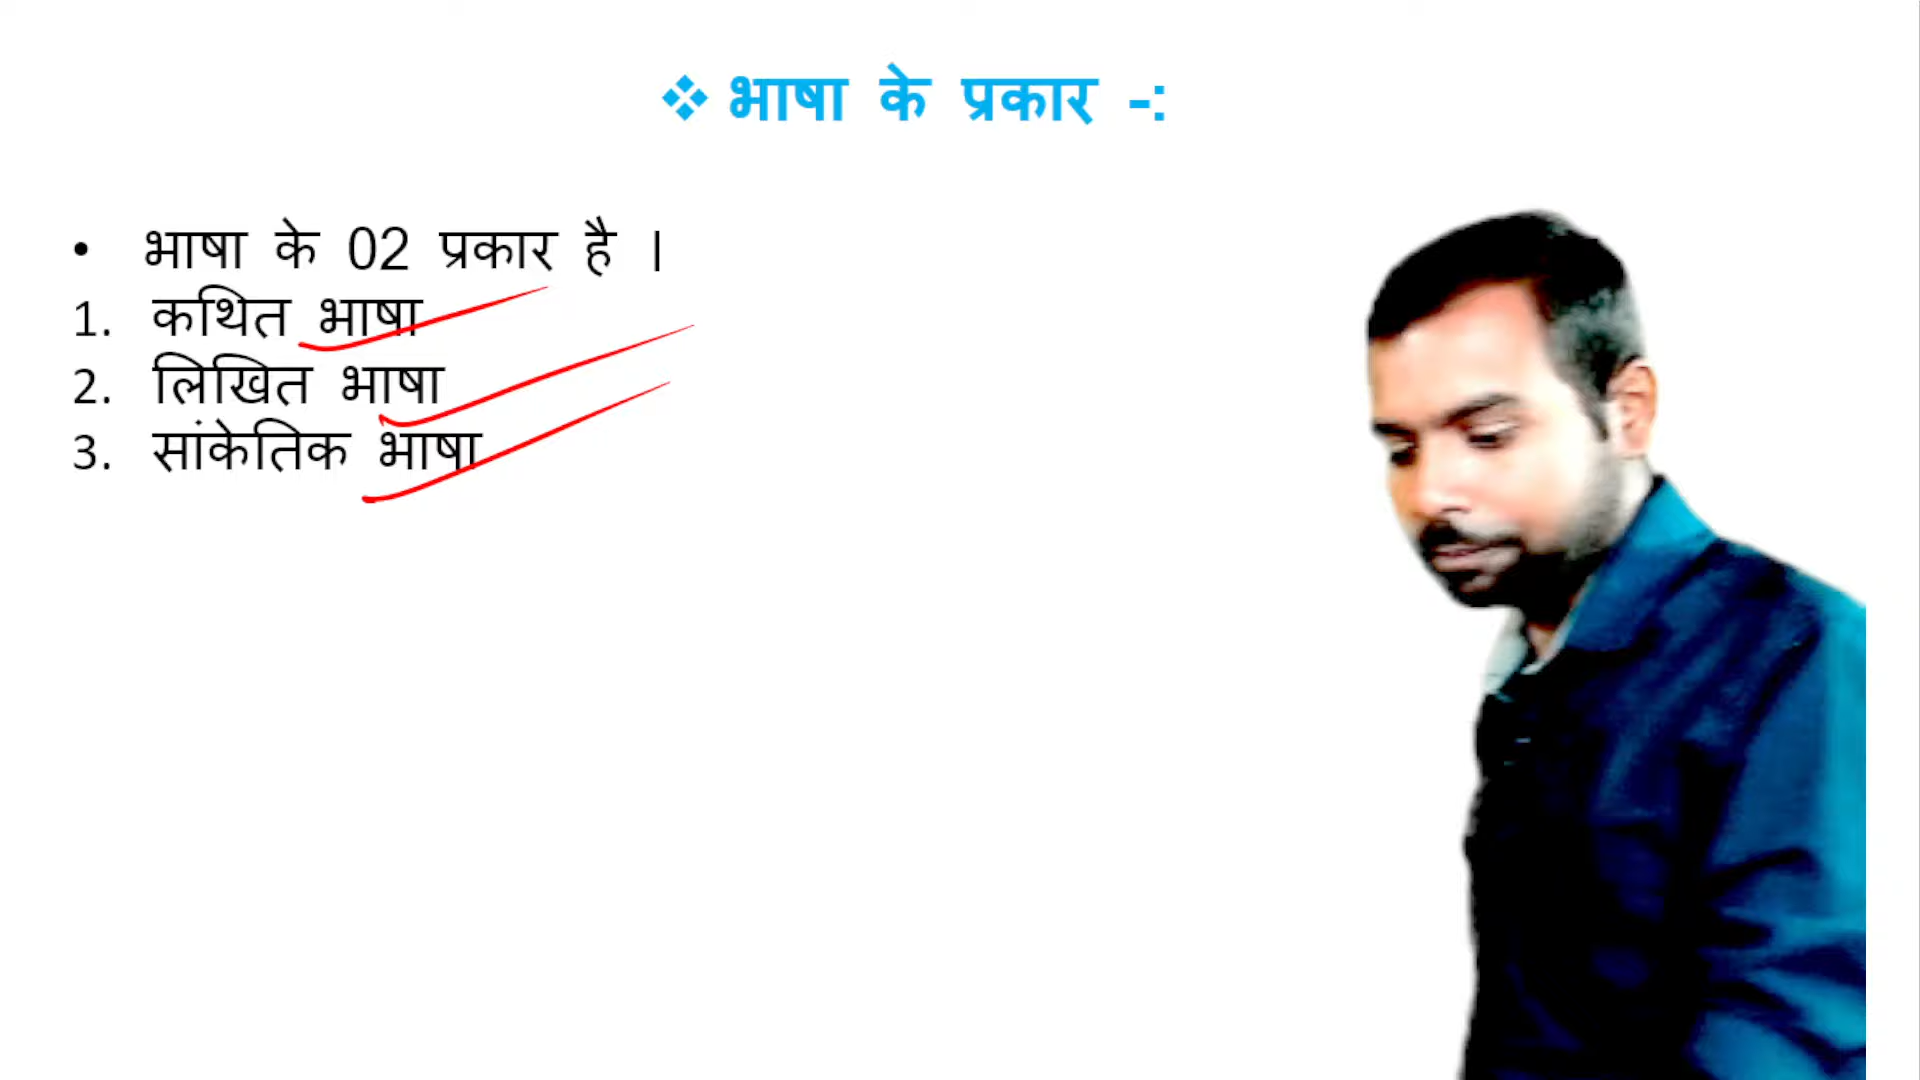 ❖ भाषा के प्रकार -:
• भाषा के 02 प्रकार है ।
1. कथित भाषा
2. लिखित भाषा
3. सांकेतिक भाषा